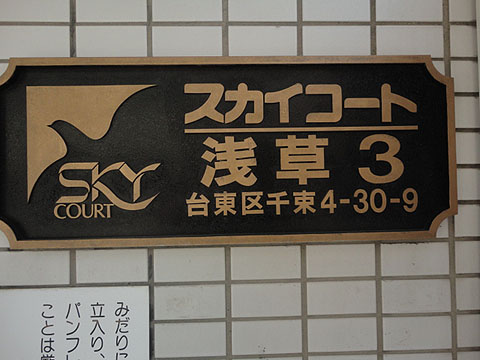 スカイコート
浅草 3
台東区千束4-30-9
SKY
COURT
みだりに
立入り、
パンフレ
ことは